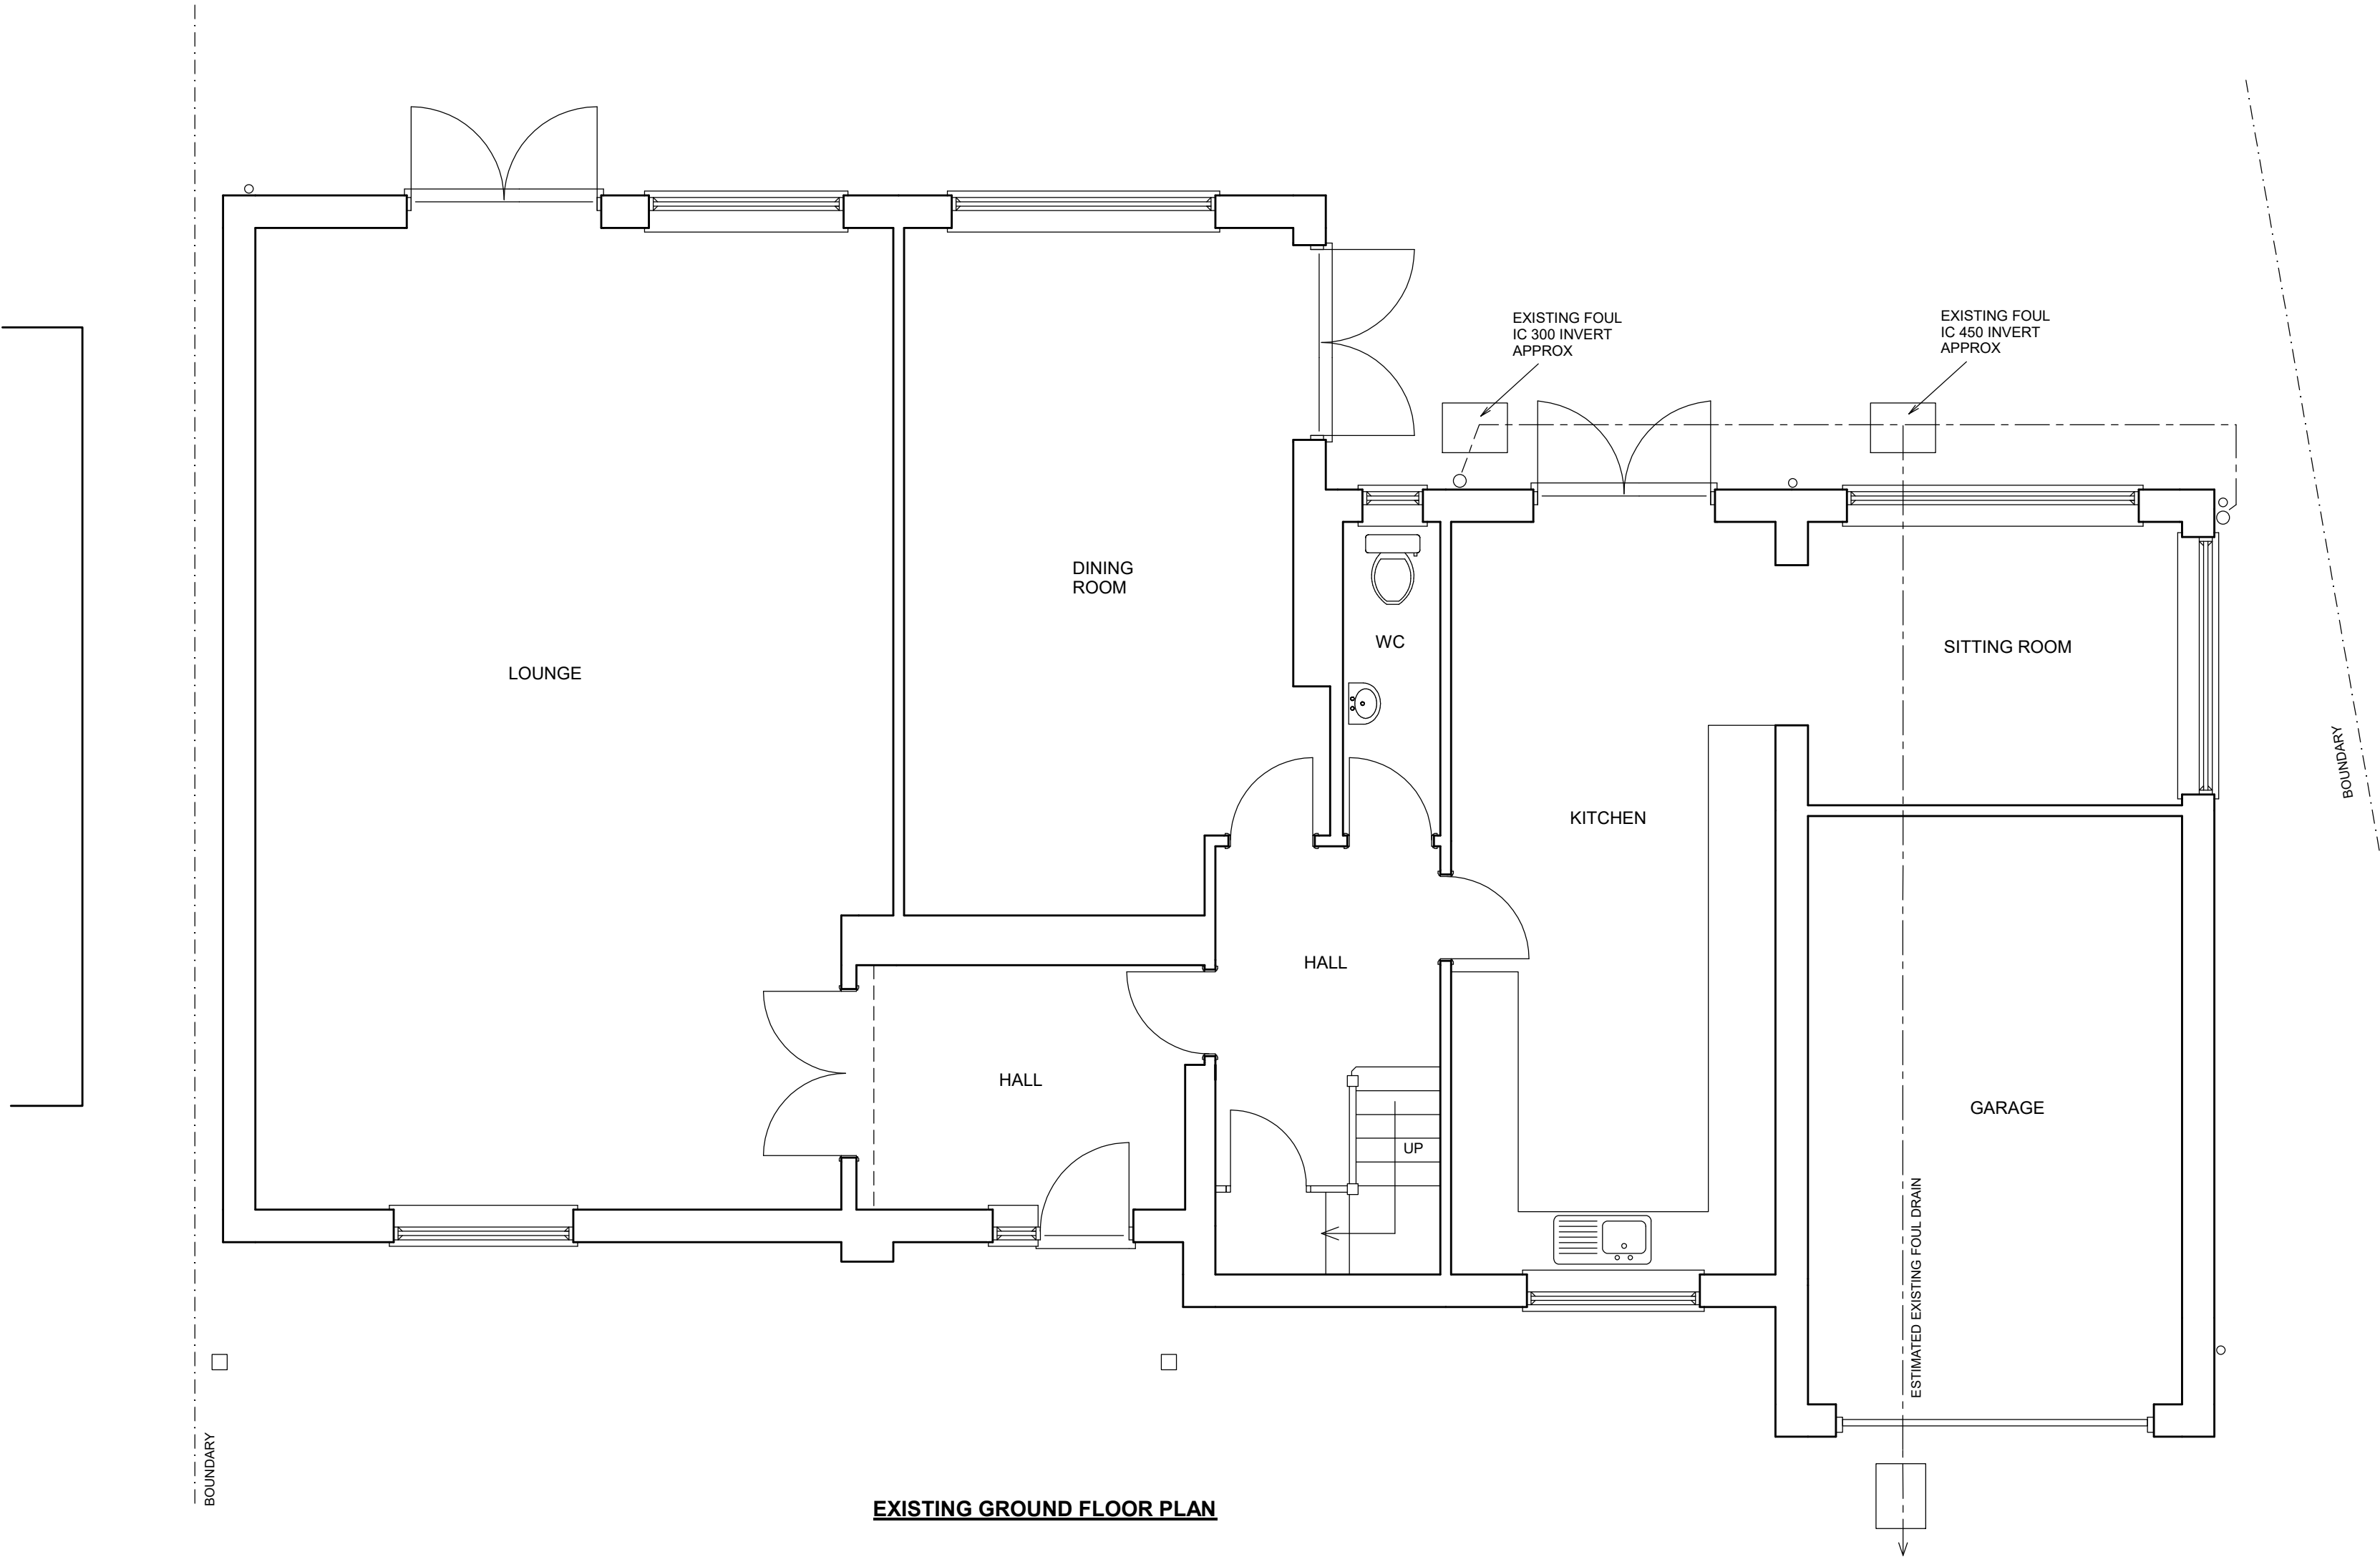 EXISTING FOUL
IC 300 INVERT
APPROX
EXISTING FOUL
IC 450 INVERT
APPROX
DINING
ROOM
WC
SITTING ROOM
LOUNGE
BOUNDARY
KITCHEN
HALL
HALL
GARAGE
UP
ESTIMATED EXISTING FOUL DRAIN
BOUNDARY
EXISTING GROUND FLOOR PLAN